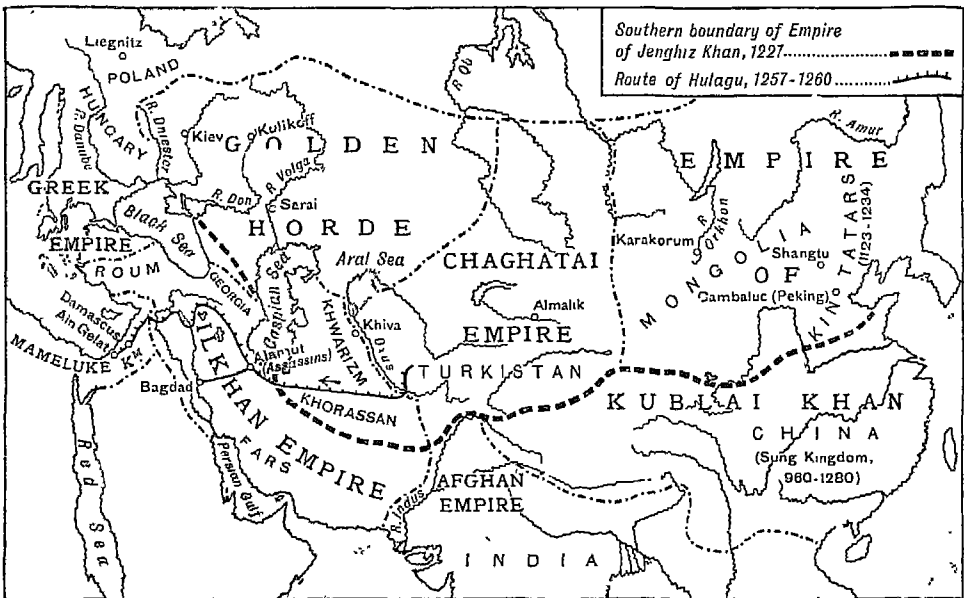 Southern boundary of Empire
of Jenghiz Khan, 1227
Route of Hulagu, 1257-1260
Liegnitz
POLAND
HUNGARY
R. Danube
R. Dniester
Kiev
Kulikoff
GOLDEN
HORDE
R. Volga
R. Don
Sarai
R. Ob
GREEK
EMPIRE
Black Sea
ROUM
GEORGIA
Caspian Sea
Aral Sea
KHWARIZM
Khiva
Oxus
CHAGHATAI
EMPIRE
Almalik
TURKISTAN
EMPIRE
OF
KUBLAI KHAN
R. Amur
R. Orkhon
Karakorum
MONGOLIA
Shangtu
Cambaluc (Peking)
KIN TATARS
(1123-1234)
CHINA
(Sung Kingdom,
960-1280)
Damascus
Ain Gelat
MAMELUKE KM
Bagdad
Alamut
(Assassins)
ILKHAN EMPIRE
KHORASSAN
FARS
Persian Gulf
Red Sea
R. Indus
AFGHAN
EMPIRE
INDIA